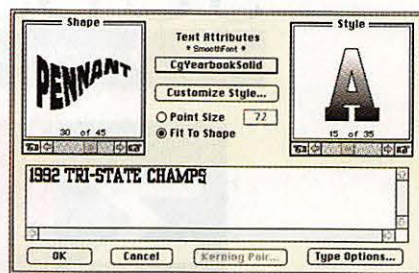 Shape
PENNANT
30 of 45
Text Attributes
* SmoothFont *
CgYearbookSolid
Customize Style...
Point Size 72
Fit To Shape
Style
A
15 of 35
1992 TRI-STATE CHAMPS
OK
Cancel
Kerning Pair...
Type Options...